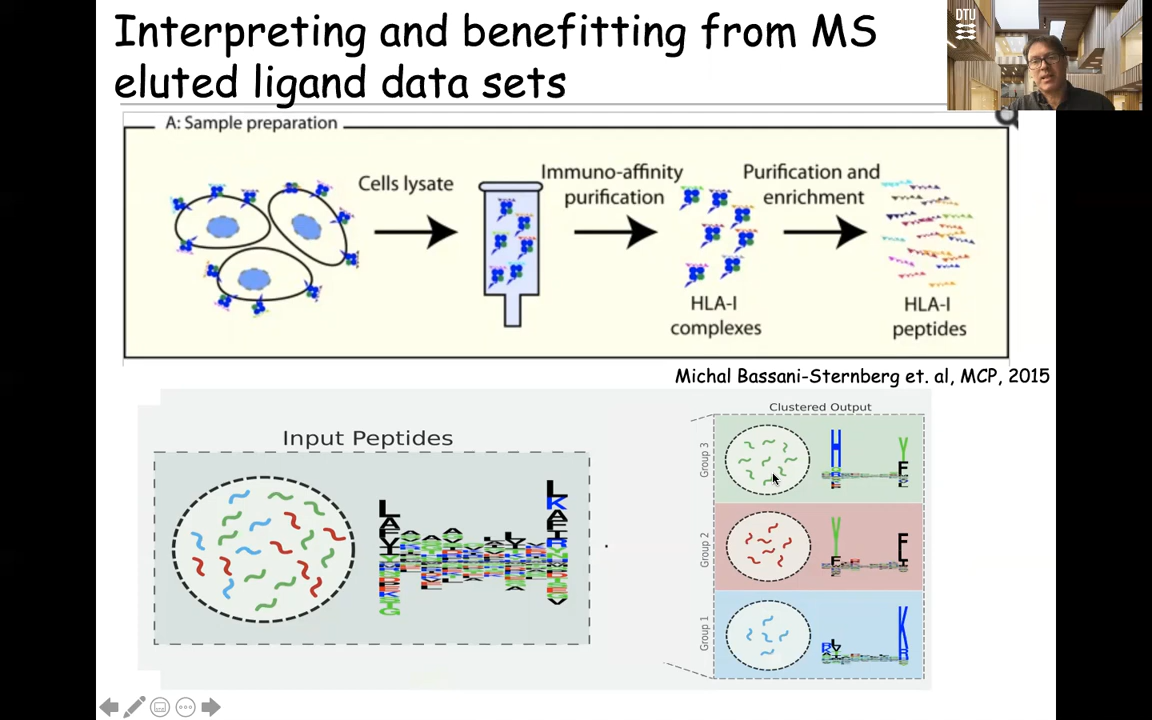 Interpreting and benefitting from MS
eluted ligand data sets
DTU
A: Sample preparation
Cells lysate
Immuno-affinity
purification
Purification and
enrichment
HLA-I
complexes
HLA-I
peptides
Michal Bassani-Sternberg et. al, MCP, 2015
Input Peptides
Clustered Output
Group 3
Group 2
Group 1